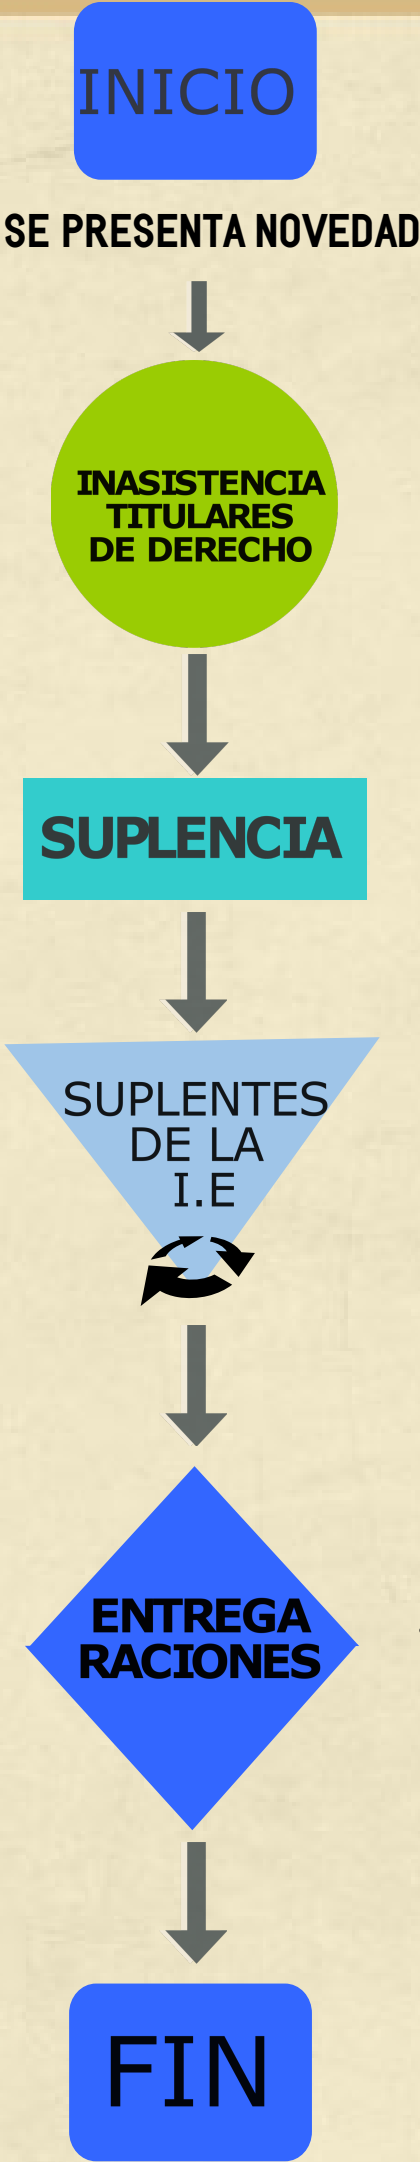 INICIO
SE PRESENTA NOVEDAD
INASISTENCIA
TITULARES
DE DERECHO
SUPLENCIA
SUPLENTES
DE LA
I.E
ENTREGA
RACIONES
FIN